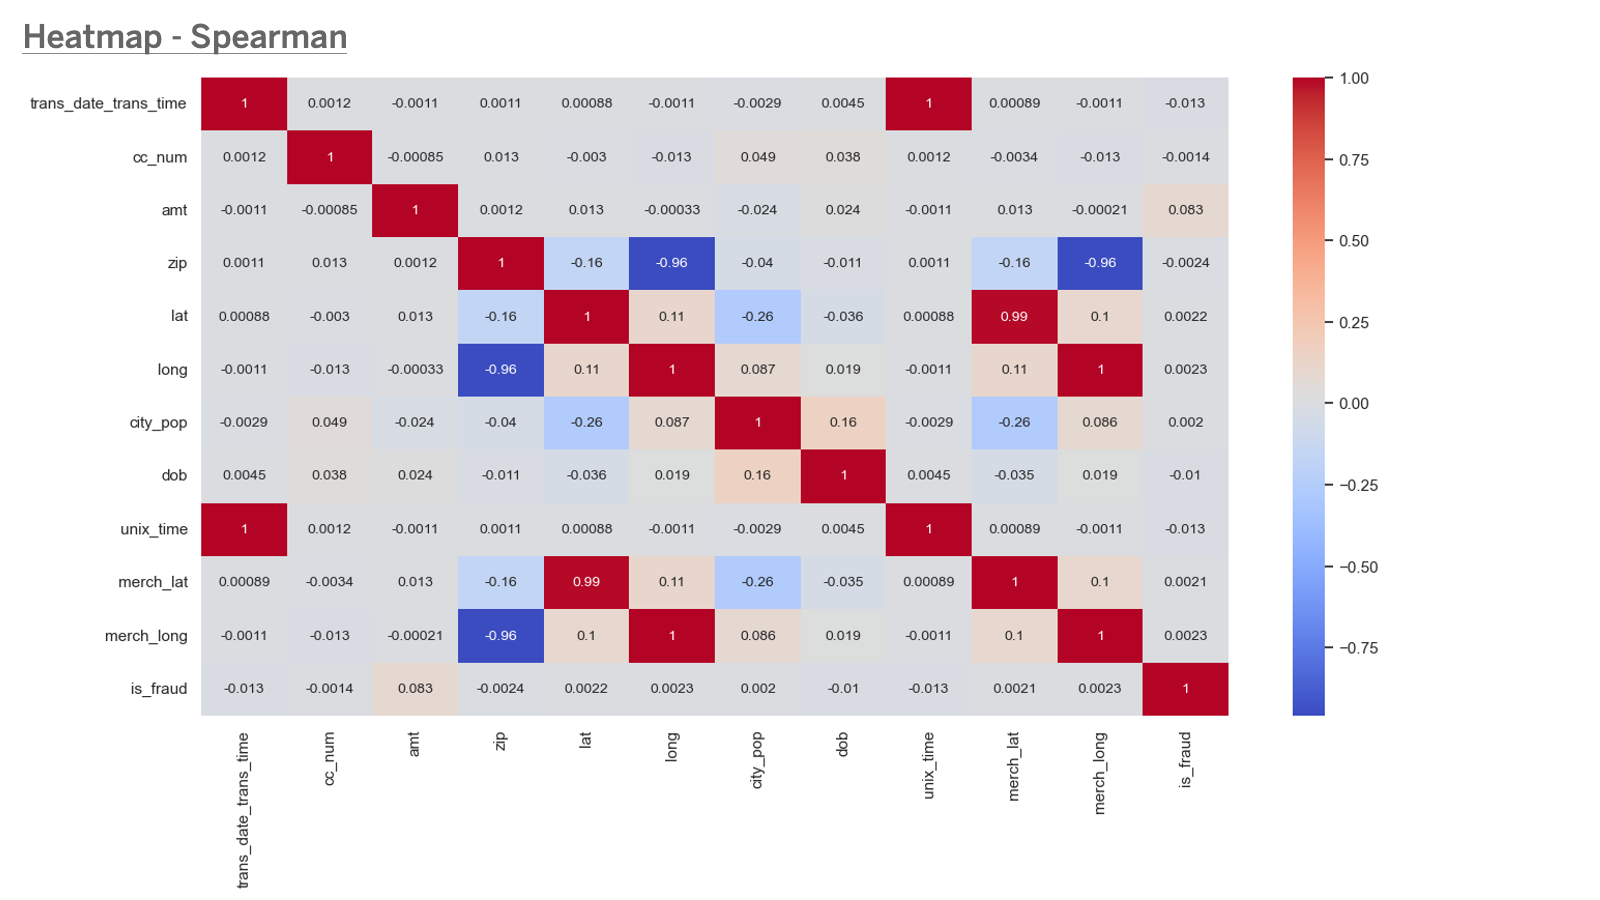 Heatmap - Spearman
trans_date_trans_time 1 0.0012 -0.0011 0.0011 0.00088 -0.0011 -0.0029 0.0045 1 0.00089 -0.0011 -0.013
cc_num 0.0012 1 -0.00085 0.013 -0.003 -0.013 0.049 0.038 0.0012 -0.0034 -0.013 -0.0014
amt -0.0011 -0.00085 1 0.0012 0.013 -0.00033 -0.024 0.024 -0.0011 0.013 -0.00021 0.083
zip 0.0011 0.013 0.0012 1 -0.16 -0.96 -0.04 -0.011 0.0011 -0.16 -0.96 -0.0024
lat 0.00088 -0.003 0.013 -0.16 1 0.11 -0.26 -0.036 0.00088 0.99 0.1 0.0022
long -0.0011 -0.013 -0.00033 -0.96 0.11 1 0.087 0.019 -0.0011 0.11 1 0.0023
city_pop -0.0029 0.049 -0.024 -0.04 -0.26 0.087 1 0.16 -0.0029 -0.26 0.086 0.002
dob 0.0045 0.038 0.024 -0.011 -0.036 0.019 0.16 1 0.0045 -0.035 0.019 -0.01
unix_time 1 0.0012 -0.0011 0.0011 0.00088 -0.0011 -0.0029 0.0045 1 0.00089 -0.0011 -0.013
merch_lat 0.00089 -0.0034 0.013 -0.16 0.99 0.11 -0.26 -0.035 0.00089 1 0.1 0.0021
merch_long -0.0011 -0.013 -0.00021 -0.96 0.1 1 0.086 0.019 -0.0011 0.1 1 0.0023
is_fraud -0.013 -0.0014 0.083 -0.0024 0.0022 0.0023 0.002 -0.01 -0.013 0.0021 0.0023 1
trans_date_trans_time
cc_num
amt
zip
lat
long
city_pop
dob
unix_time
merch_lat
merch_long
is_fraud
1.00
0.75
0.50
0.25
0.00
−0.25
−0.50
−0.75